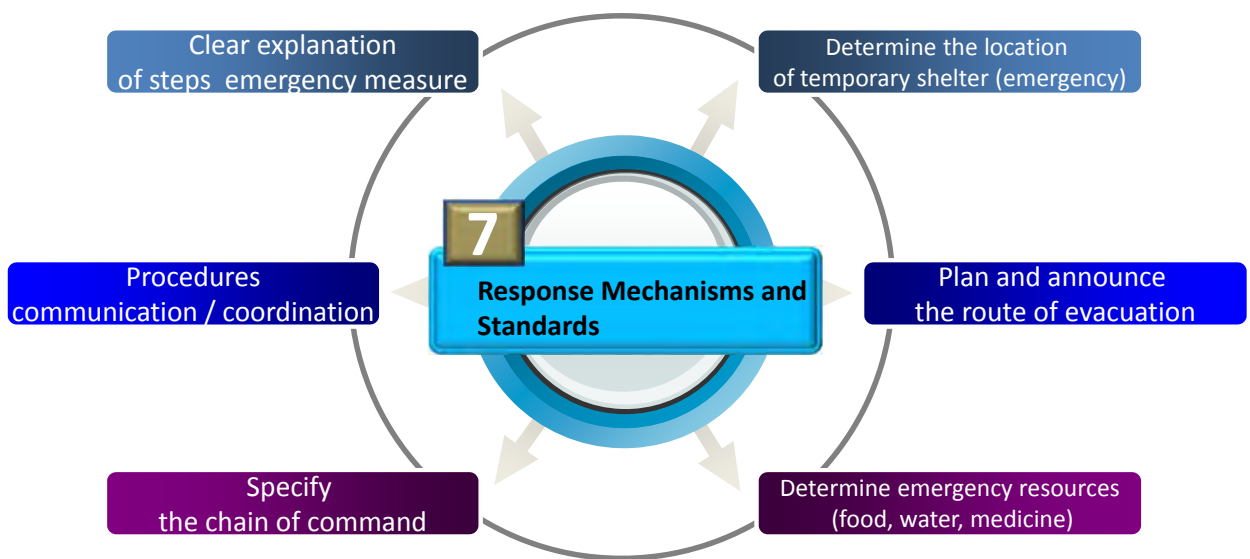 Clear explanation
of steps emergency measure
Determine the location
of temporary shelter (emergency)
7
Response Mechanisms and
Standards
Procedures
communication / coordination
Plan and announce
the route of evacuation
Specify
the chain of command
Determine emergency resources
(food, water, medicine)